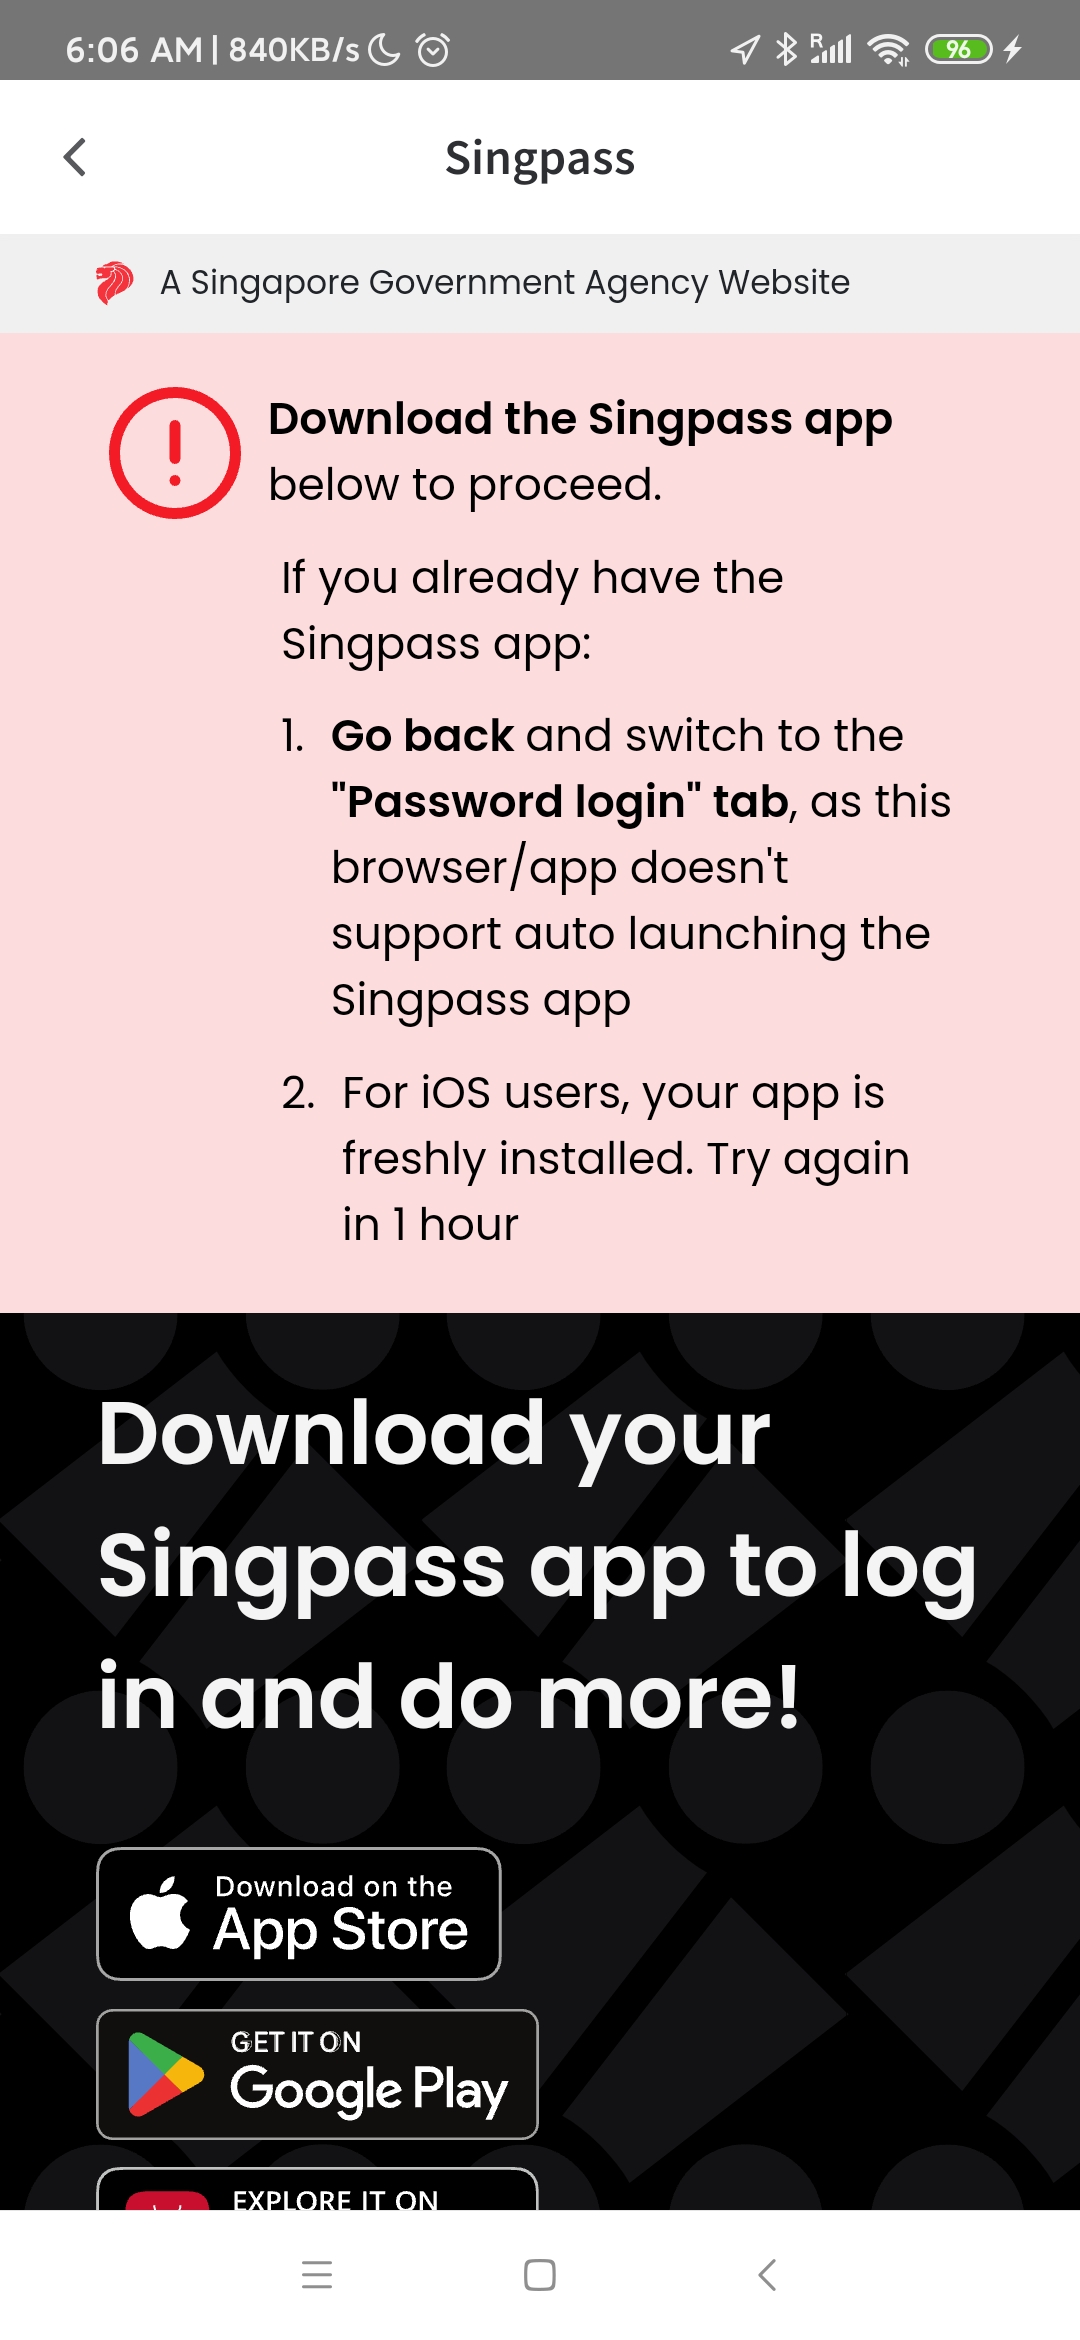 6:06 AM | 840KB/s
R
96
Singpass
A Singapore Government Agency Website
Download the Singpass app
below to proceed.
If you already have the
Singpass app:
1. Go back and switch to the
"Password login" tab, as this
browser/app doesn't
support auto launching the
Singpass app
2. For iOS users, your app is
freshly installed. Try again
in 1 hour
Download your
Singpass app to log
in and do more!
Download on the
App Store
GET IT ON
Google Play
EXPLORE IT ON